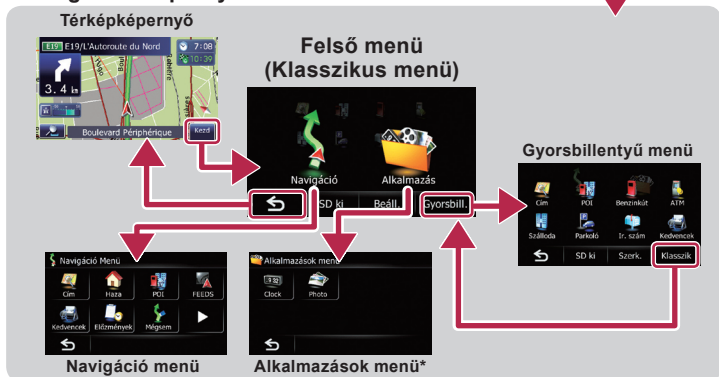 Térképképernyő
E19 E19/L'Autoroute du Nord
7:08
10:39
3.4 km
Boulevard Périphérique
Kezd
Felső menü
(Klasszikus menü)
Navigáció
Alkalmazás
SD ki
Beáll.
Gyorsbill.
Gyorsbillentyű menü
Cím
POI
Benzinkút
ATM
Szálloda
Parkoló
Ir. szám
Kedvencek
SD ki
Szerk.
Klasszik
Navigáció Menü
Cím
Haza
POI
FEEDS
Kedvencek
Előzmények
Mégsem
Navigáció menü
Alkalmazások menü
Clock
Photo
Alkalmazások menü*